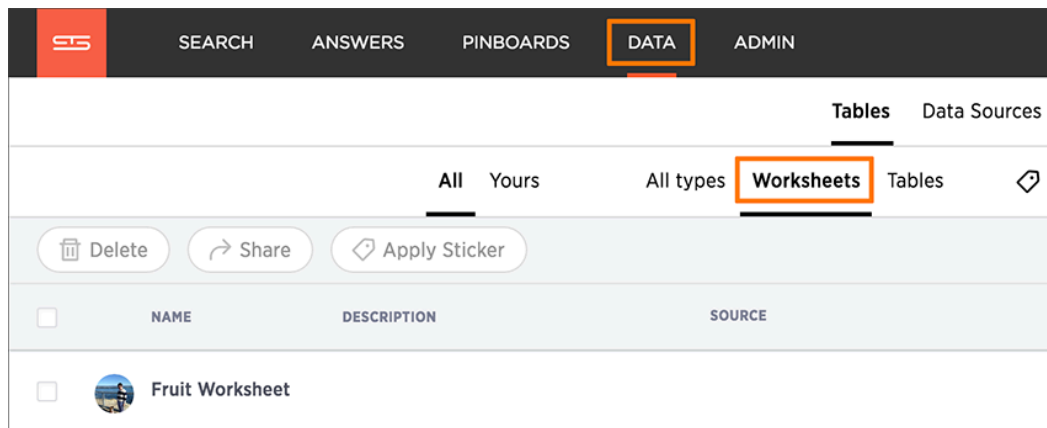 SEARCH ANSWERS PINBOARDS DATA ADMIN
Tables Data Sources
All Yours All types Worksheets Tables
Delete Share Apply Sticker
NAME DESCRIPTION SOURCE
Fruit Worksheet